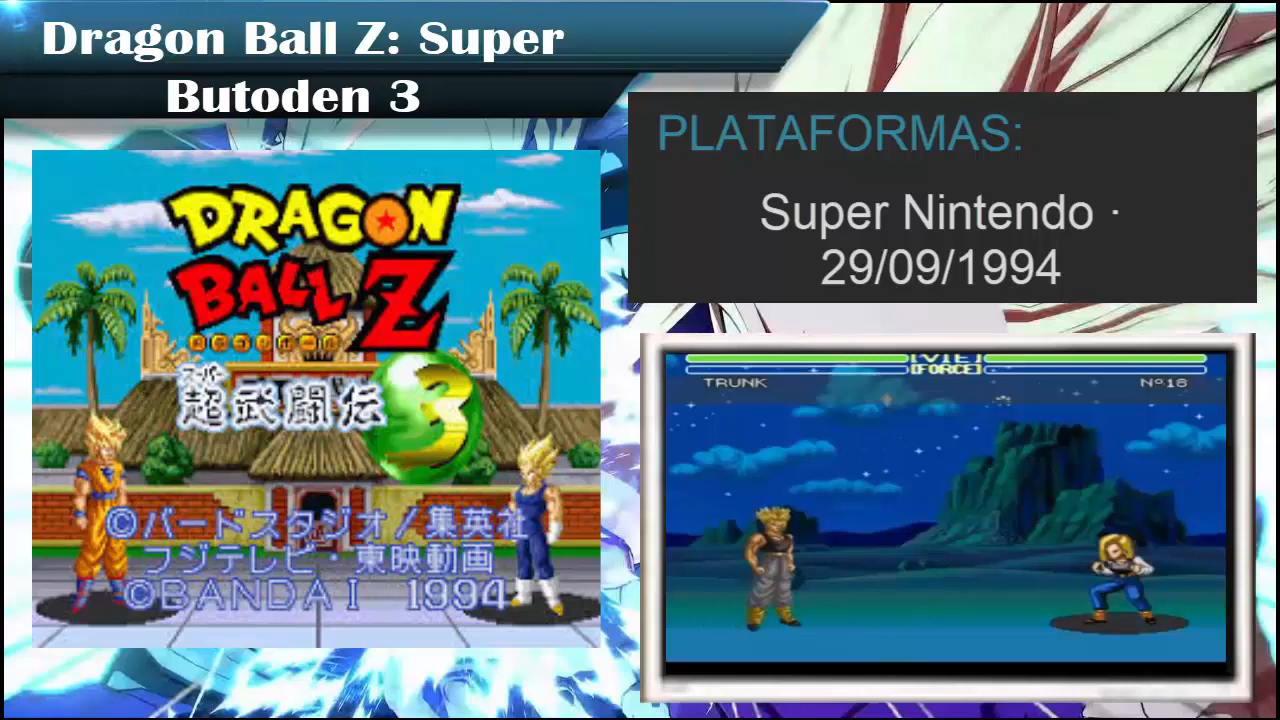 Dragon Ball Z: Super
Butoden 3
PLATAFORMAS:
Super Nintendo ·
29/09/1994
DRAGON
BALL Z
ドラゴンボール
スーパー
超武闘伝 3
©バードスタジオ／集英社
フジテレビ・東映動画
©BANDAI 1994
[VIE]
[FORCE]
TRUNK
Nº18